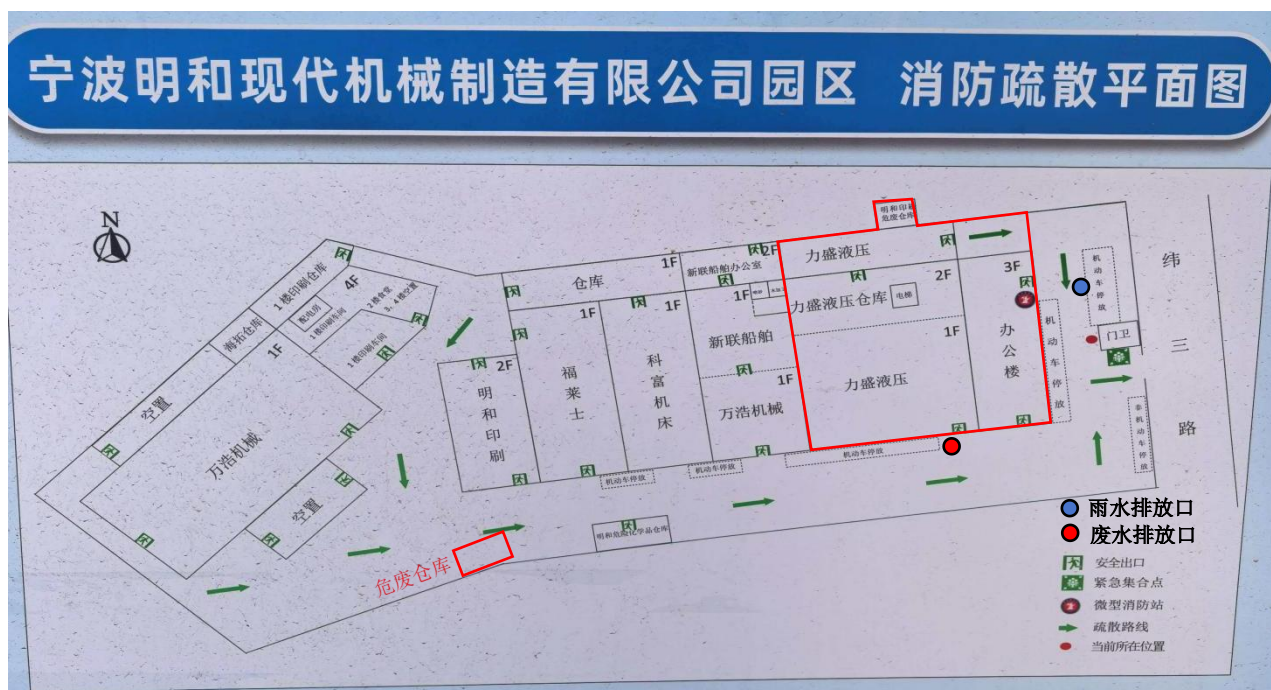 宁波明和现代机械制造有限公司园区 消防疏散平面图
N
明和印刷
危废仓库
纬三路
1楼印刷仓库
4F
2楼食堂
3、4楼空置
配电房
1楼印刷车间
1楼印刷车间
海拓仓库
1F
空置
万浩机械
空置
仓库
1F
新联船舶办公室
2F
力盛液压
1F
福莱士
1F
科富机床
1F
新联船舶
1F
万浩机械
2F
明和印刷
2F
力盛液压仓库
电梯
1F
力盛液压
3F
办公楼
机动车停放
机动车停放
门卫
非机动车停放
机动车停放
机动车停放
机动车停放
明和危险化学品仓库
危废仓库
雨水排放口
废水排放口
安全出口
紧急集合点
微型消防站
疏散路线
当前所在位置